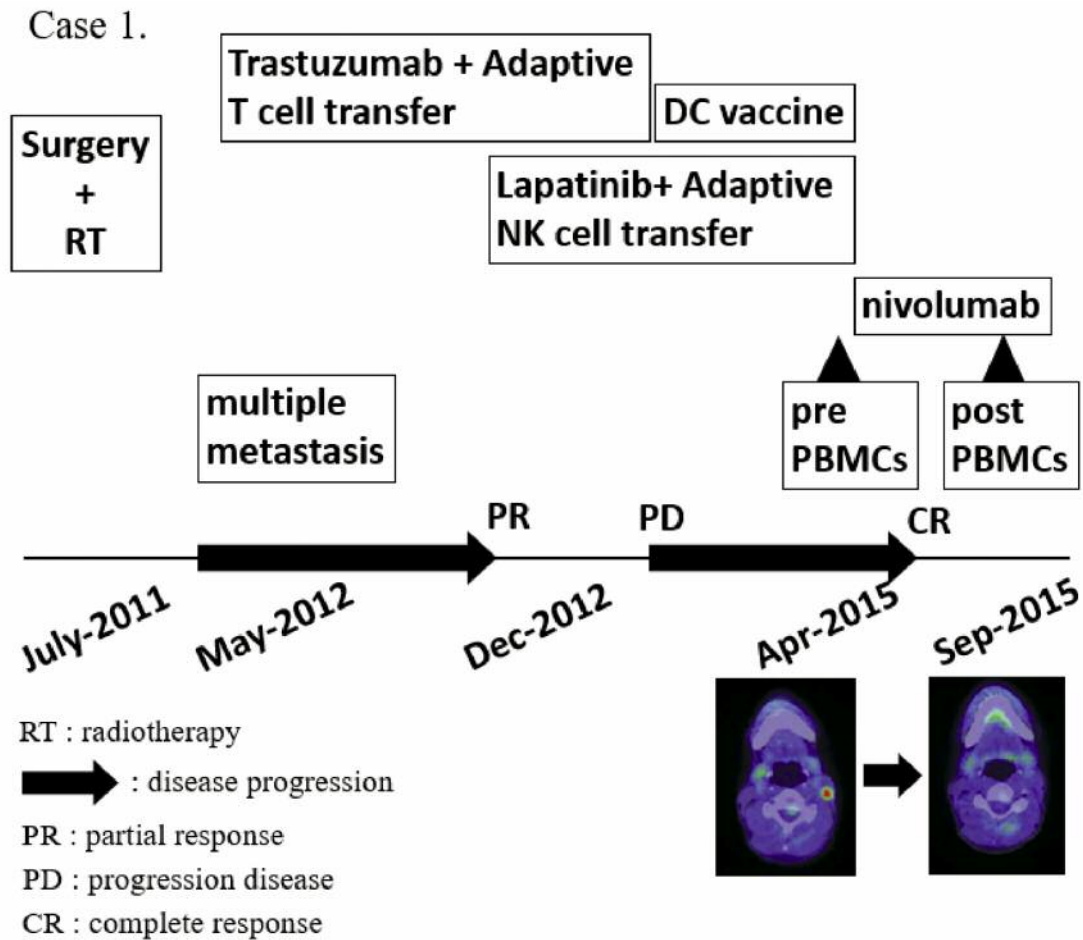 Case 1.
Surgery
+
RT
Trastuzumab + Adaptive
T cell transfer
DC vaccine
Lapatinib+ Adaptive
NK cell transfer
nivolumab
multiple
metastasis
pre
PBMCs
post
PBMCs
PR
PD
CR
July-2011
May-2012
Dec-2012
Apr-2015
Sep-2015
RT : radiotherapy
: disease progression
PR : partial response
PD : progression disease
CR : complete response